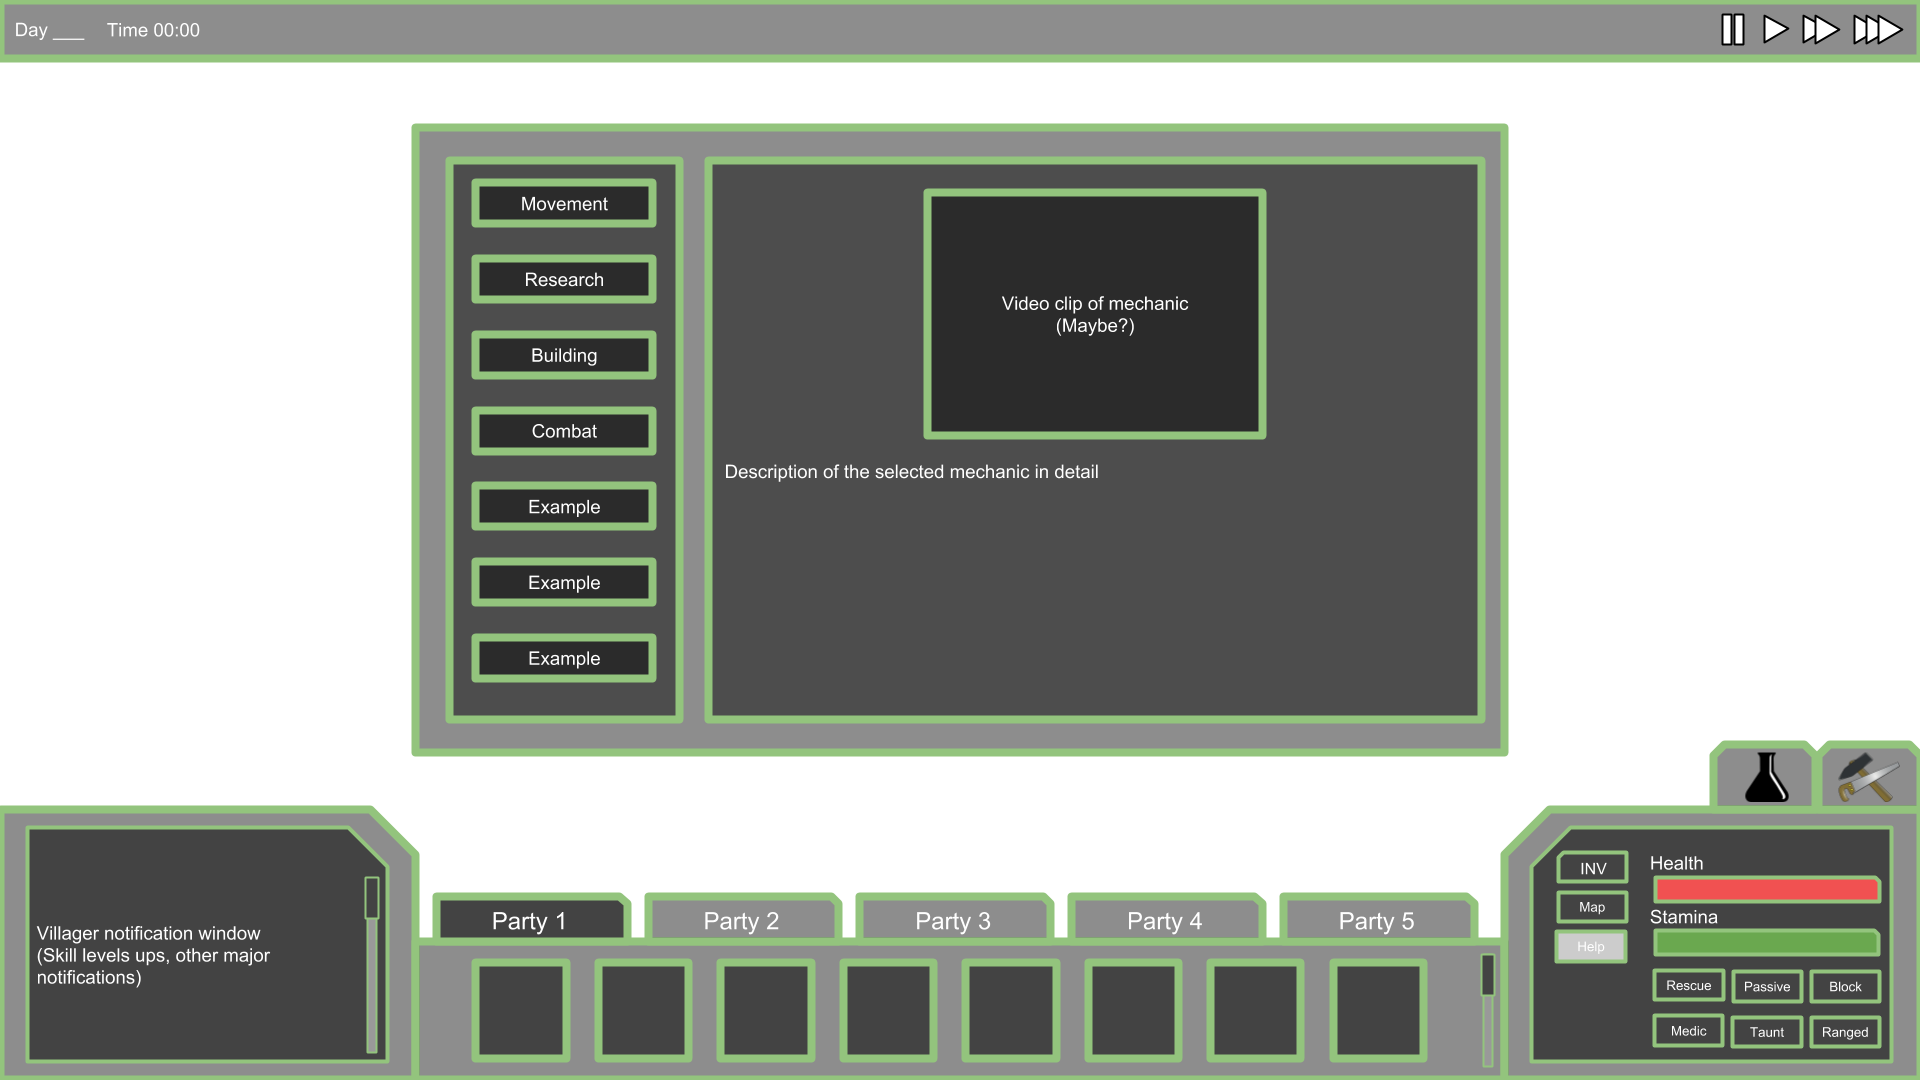 Day ___ Time 00:00
Movement
Research
Building
Combat
Example
Example
Example
Video clip of mechanic
(Maybe?)
Description of the selected mechanic in detail
Villager notification window
(Skill levels ups, other major
notifications)
Party 1
Party 2
Party 3
Party 4
Party 5
INV
Map
Help
Health
Stamina
Rescue
Passive
Block
Medic
Taunt
Ranged